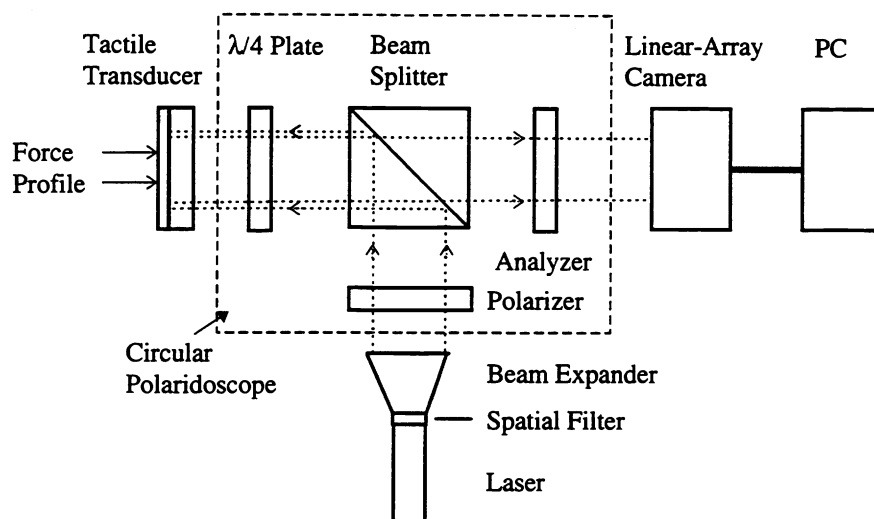 Tactile
Transducer
λ/4 Plate
Beam
Splitter
Linear-Array
Camera
PC
Force
Profile
Analyzer
Polarizer
Circular
Polaridoscope
Beam Expander
Spatial Filter
Laser